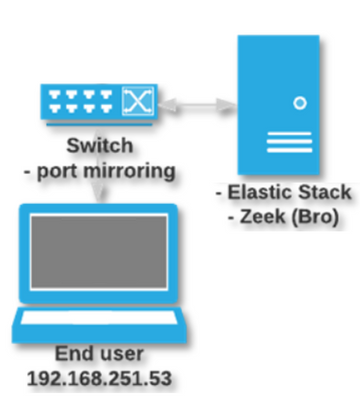 Switch
- port mirroring
- Elastic Stack
- Zeek (Bro)
End user
192.168.251.53